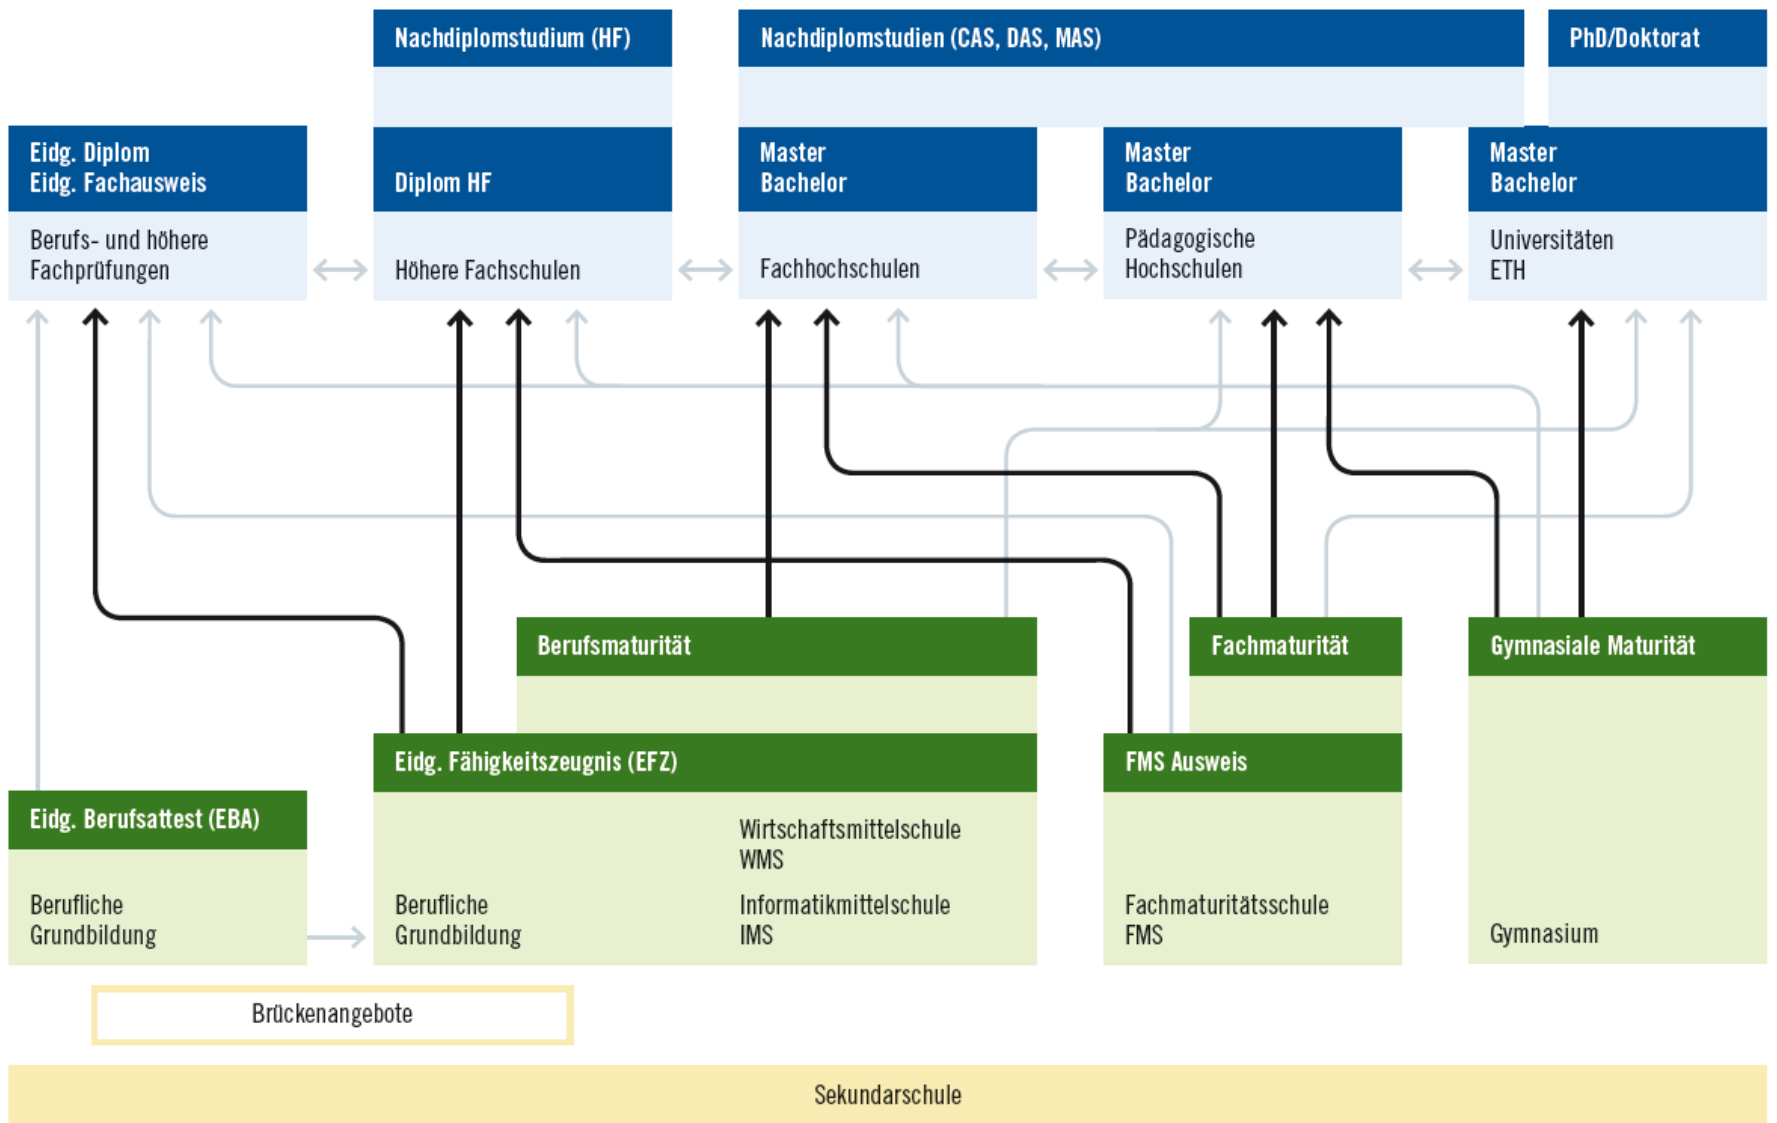 Nachdiplomstudium (HF)
Nachdiplomstudien (CAS, DAS, MAS)
PhD/Doktorat
Eidg. Diplom
Eidg. Fachausweis
Diplom HF
Master
Bachelor
Master
Bachelor
Master
Bachelor
Berufs- und höhere
Fachprüfungen
Höhere Fachschulen
Fachhochschulen
Pädagogische
Hochschulen
Universitäten
ETH
Berufsmaturität
Fachmaturität
Gymnasiale Maturität
Eidg. Fähigkeitszeugnis (EFZ)
FMS Ausweis
Eidg. Berufsattest (EBA)
Berufliche
Grundbildung
Berufliche
Grundbildung
Wirtschaftsmittelschule
WMS
Informatikmittelschule
IMS
Fachmaturitätsschule
FMS
Gymnasium
Brückenangebote
Sekundarschule